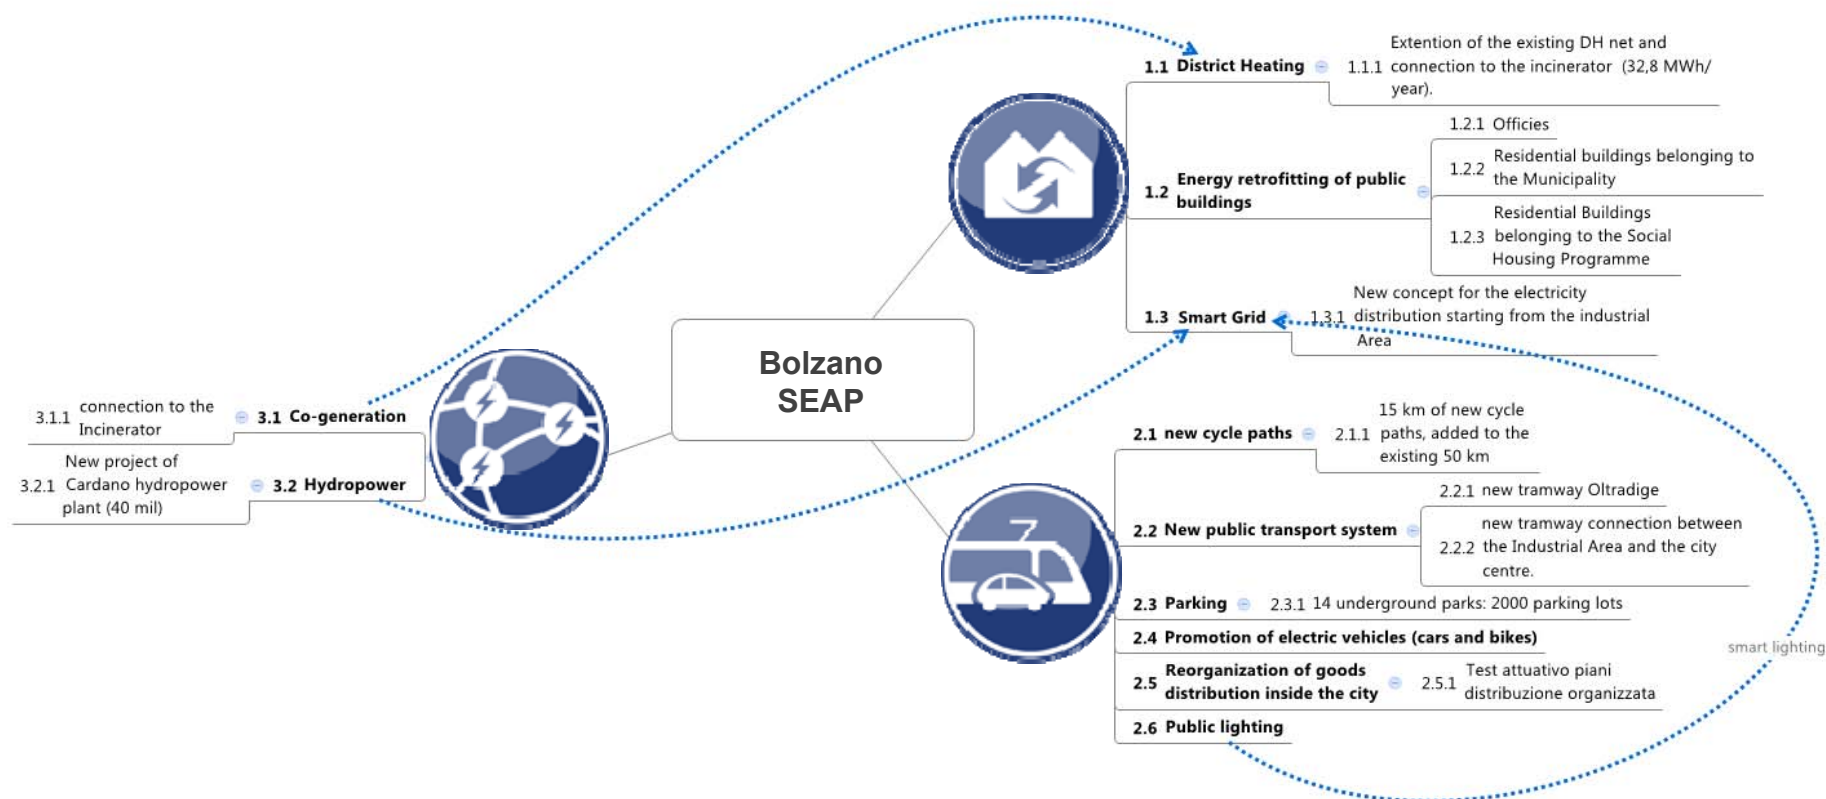 Bolzano
SEAP
1.1 District Heating
1.1.1 Extention of the existing DH net and
connection to the incinerator (32,8 MWh/
year).
1.2 Energy retrofitting of public
buildings
1.2.1 Officies
1.2.2 Residential buildings belonging to
the Municipality
1.2.3 Residential Buildings
belonging to the Social
Housing Programme
1.3 Smart Grid
1.3.1 New concept for the electricity
distribution starting from the industrial
Area
2.1 new cycle paths
2.1.1 15 km of new cycle
paths, added to the
existing 50 km
2.2 New public transport system
2.2.1 new tramway Oltradige
2.2.2 new tramway connection between
the Industrial Area and the city
centre.
2.3 Parking
2.3.1 14 underground parks: 2000 parking lots
2.4 Promotion of electric vehicles (cars and bikes)
2.5 Reorganization of goods
distribution inside the city
2.5.1 Test attuativo piani
distribuzione organizzata
2.6 Public lighting
smart lighting
3.1 Co-generation
3.1.1 connection to the
Incinerator
3.2 Hydropower
3.2.1 New project of
Cardano hydropower
plant (40 mil)